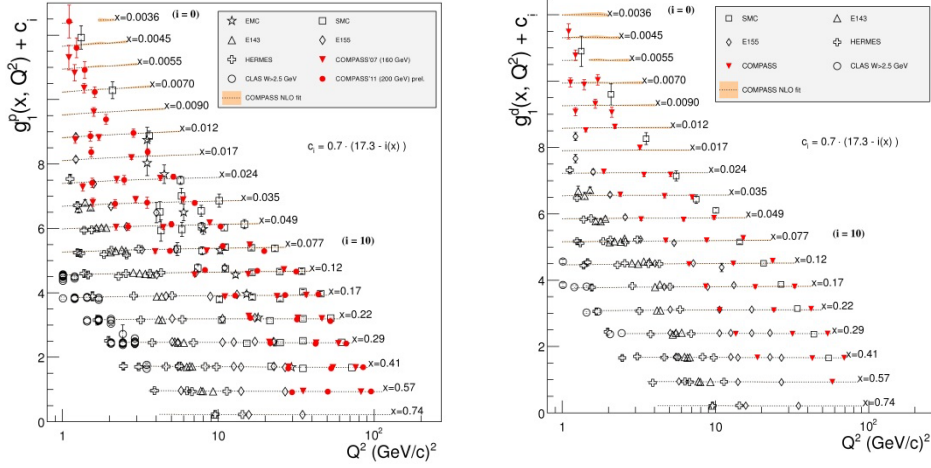 g₁ᵖ(x, Q²) + cᵢ
8
6
4
2
0
1
10
10²
Q² (GeV/c)²
(i = 0)
x=0.0036
x=0.0045
x=0.0055
x=0.0070
x=0.0090
x=0.012
x=0.017
x=0.024
x=0.035
x=0.049
(i = 10)
x=0.077
x=0.12
x=0.17
x=0.22
x=0.29
x=0.41
x=0.57
x=0.74
EMC SMC
E143 E155
HERMES COMPASS'07 (160 GeV)
CLAS W>2.5 GeV COMPASS'11 (200 GeV) prel.
COMPASS NLO fit
cᵢ = 0.7 · (17.3 - i(x))
g₁ᵈ(x, Q²) + cᵢ
8
6
4
2
0
1
10
10²
Q² (GeV/c)²
x=0.0036
(i = 0)
x=0.0045
x=0.0055
x=0.0070
x=0.0090
x=0.012
x=0.017
x=0.024
x=0.035
x=0.049
(i = 10)
x=0.077
x=0.12
x=0.17
x=0.22
x=0.29
x=0.41
x=0.57
x=0.74
SMC E143
E155 HERMES
COMPASS CLAS W>2.5 GeV
COMPASS NLO fit
cᵢ = 0.7 · (17.3 - i(x))